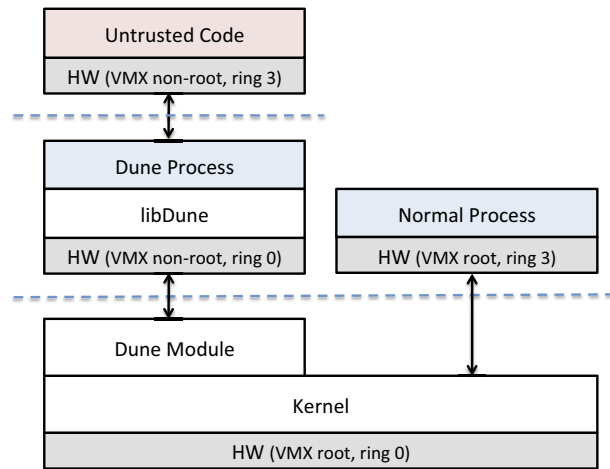 Untrusted Code
HW (VMX non-root, ring 3)
Dune Process
libDune
HW (VMX non-root, ring 0)
Normal Process
HW (VMX root, ring 3)
Dune Module
Kernel
HW (VMX root, ring 0)